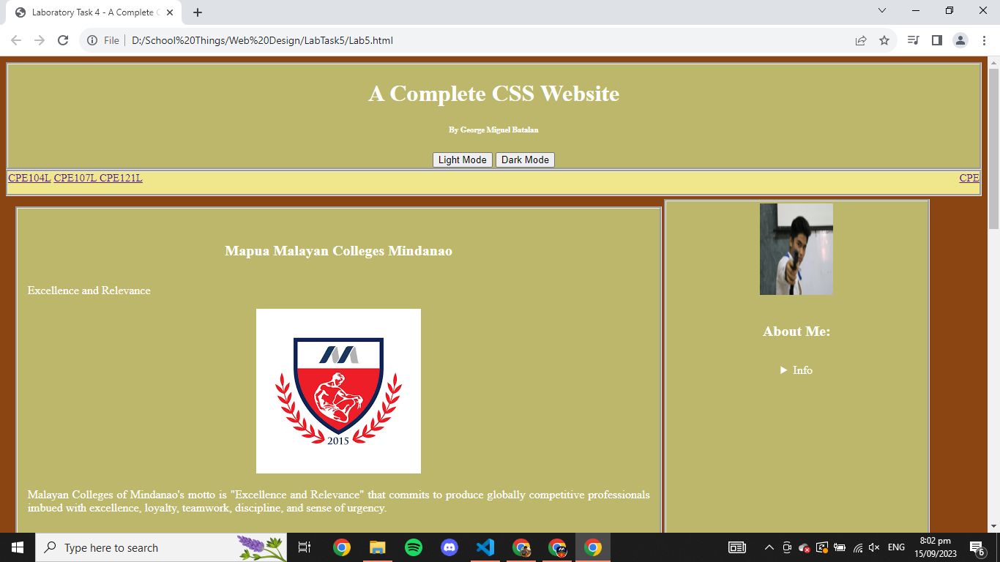 Laboratory Task 4 - A Complete C
File
D:/School%20Things/Web%20Design/LabTask5/Lab5.html
A Complete CSS Website
By George Miguel Batalan
Light Mode Dark Mode
CPE104L CPE107L CPE121L CPE
Mapua Malayan Colleges Mindanao
Excellence and Relevance
2015
Malayan Colleges of Mindanao's motto is "Excellence and Relevance" that commits to produce globally competitive professionals
imbued with excellence, loyalty, teamwork, discipline, and sense of urgency.
About Me:
Info
Type here to search
ENG
8:02 pm
15/09/2023
6